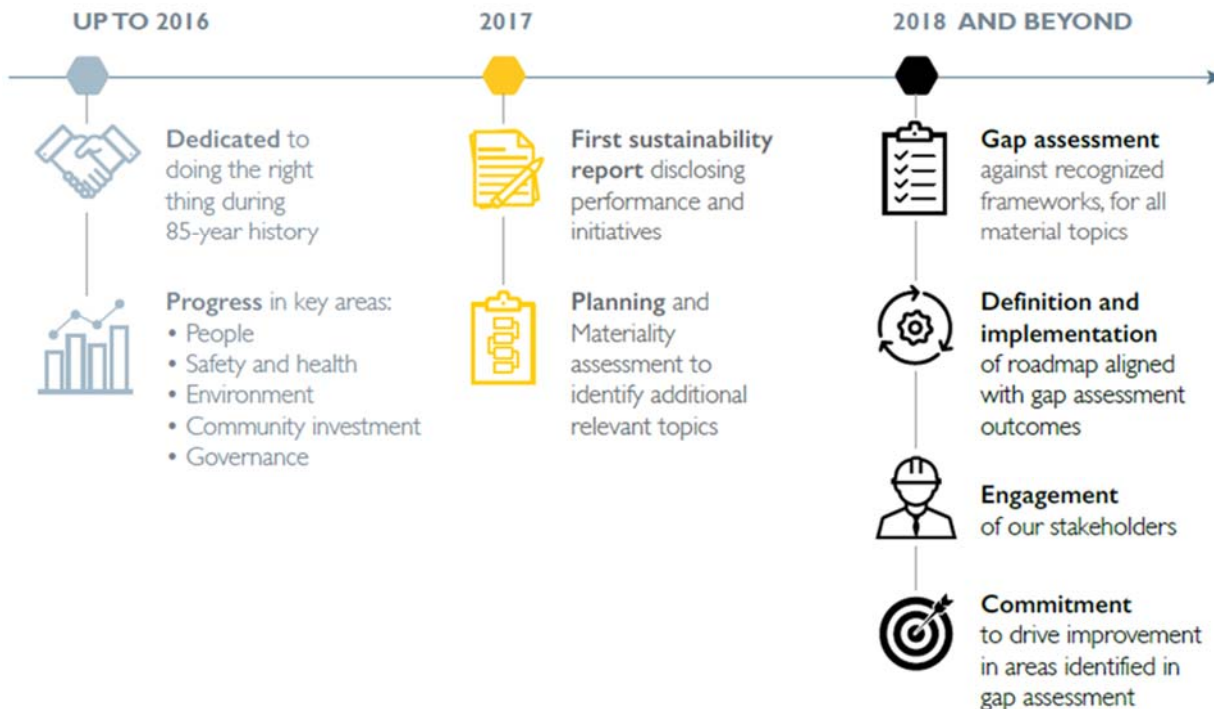 UP TO 2016
Dedicated to
doing the right
thing during
85-year history
Progress in key areas:
• People
• Safety and health
• Environment
• Community investment
• Governance
2017
First sustainability
report disclosing
performance and
initiatives
Planning and
Materiality
assessment to
identify additional
relevant topics
2018 AND BEYOND
Gap assessment
against recognized
frameworks, for all
material topics
Definition and
implementation
of roadmap aligned
with gap assessment
outcomes
Engagement
of our stakeholders
Commitment
to drive improvement
in areas identified in
gap assessment